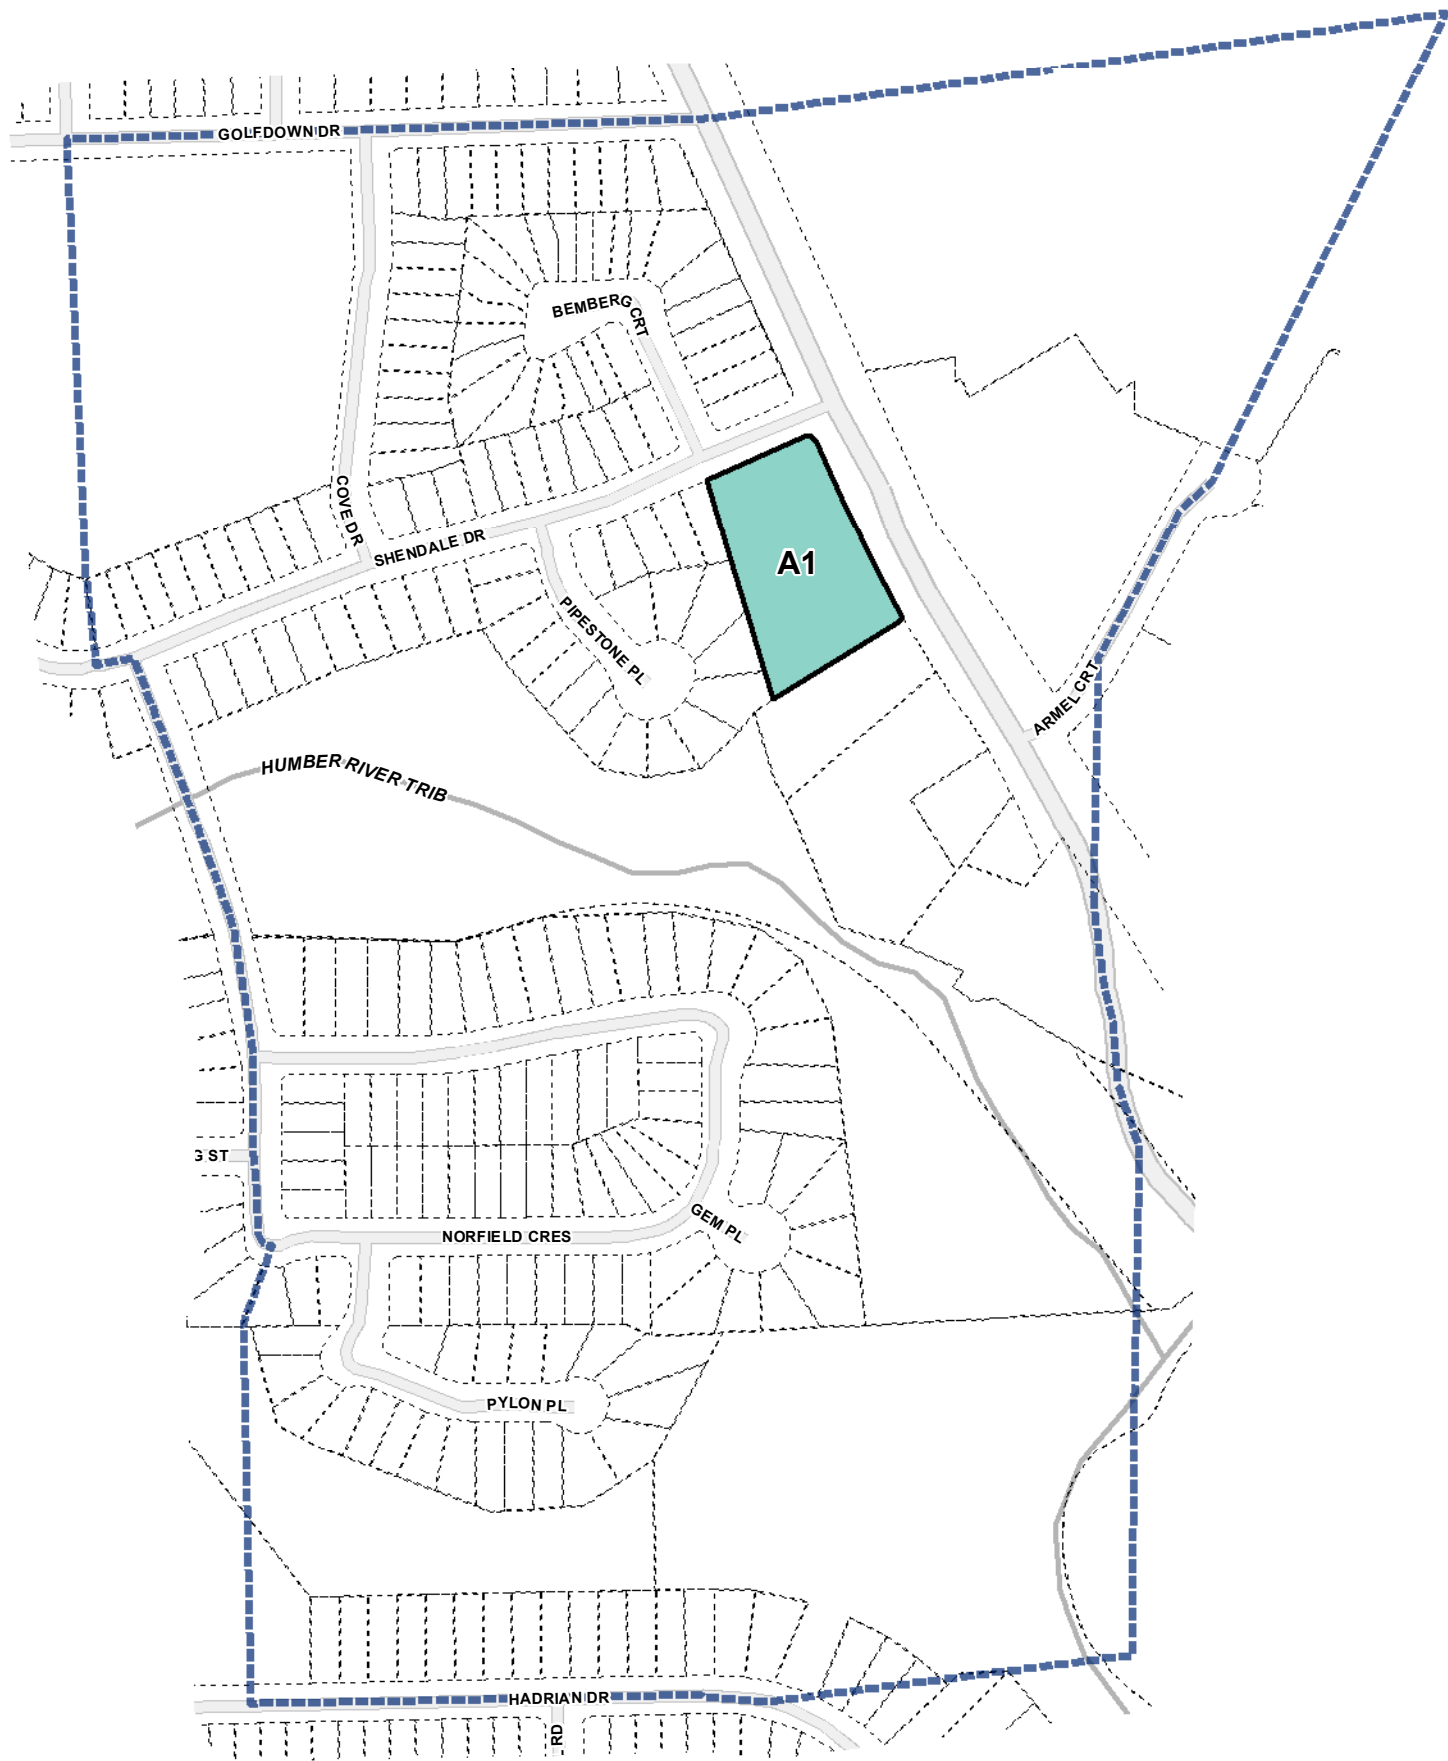 GOLFDOWN DR
BEMBERG CRT
COVE DR
SHENDALE DR
A1
PIPESTONE PL
ARMEL CRT
HUMBER RIVER TRIB
G ST
GEM PL
NORFIELD CRES
PYLON PL
HADRIAN DR
RD